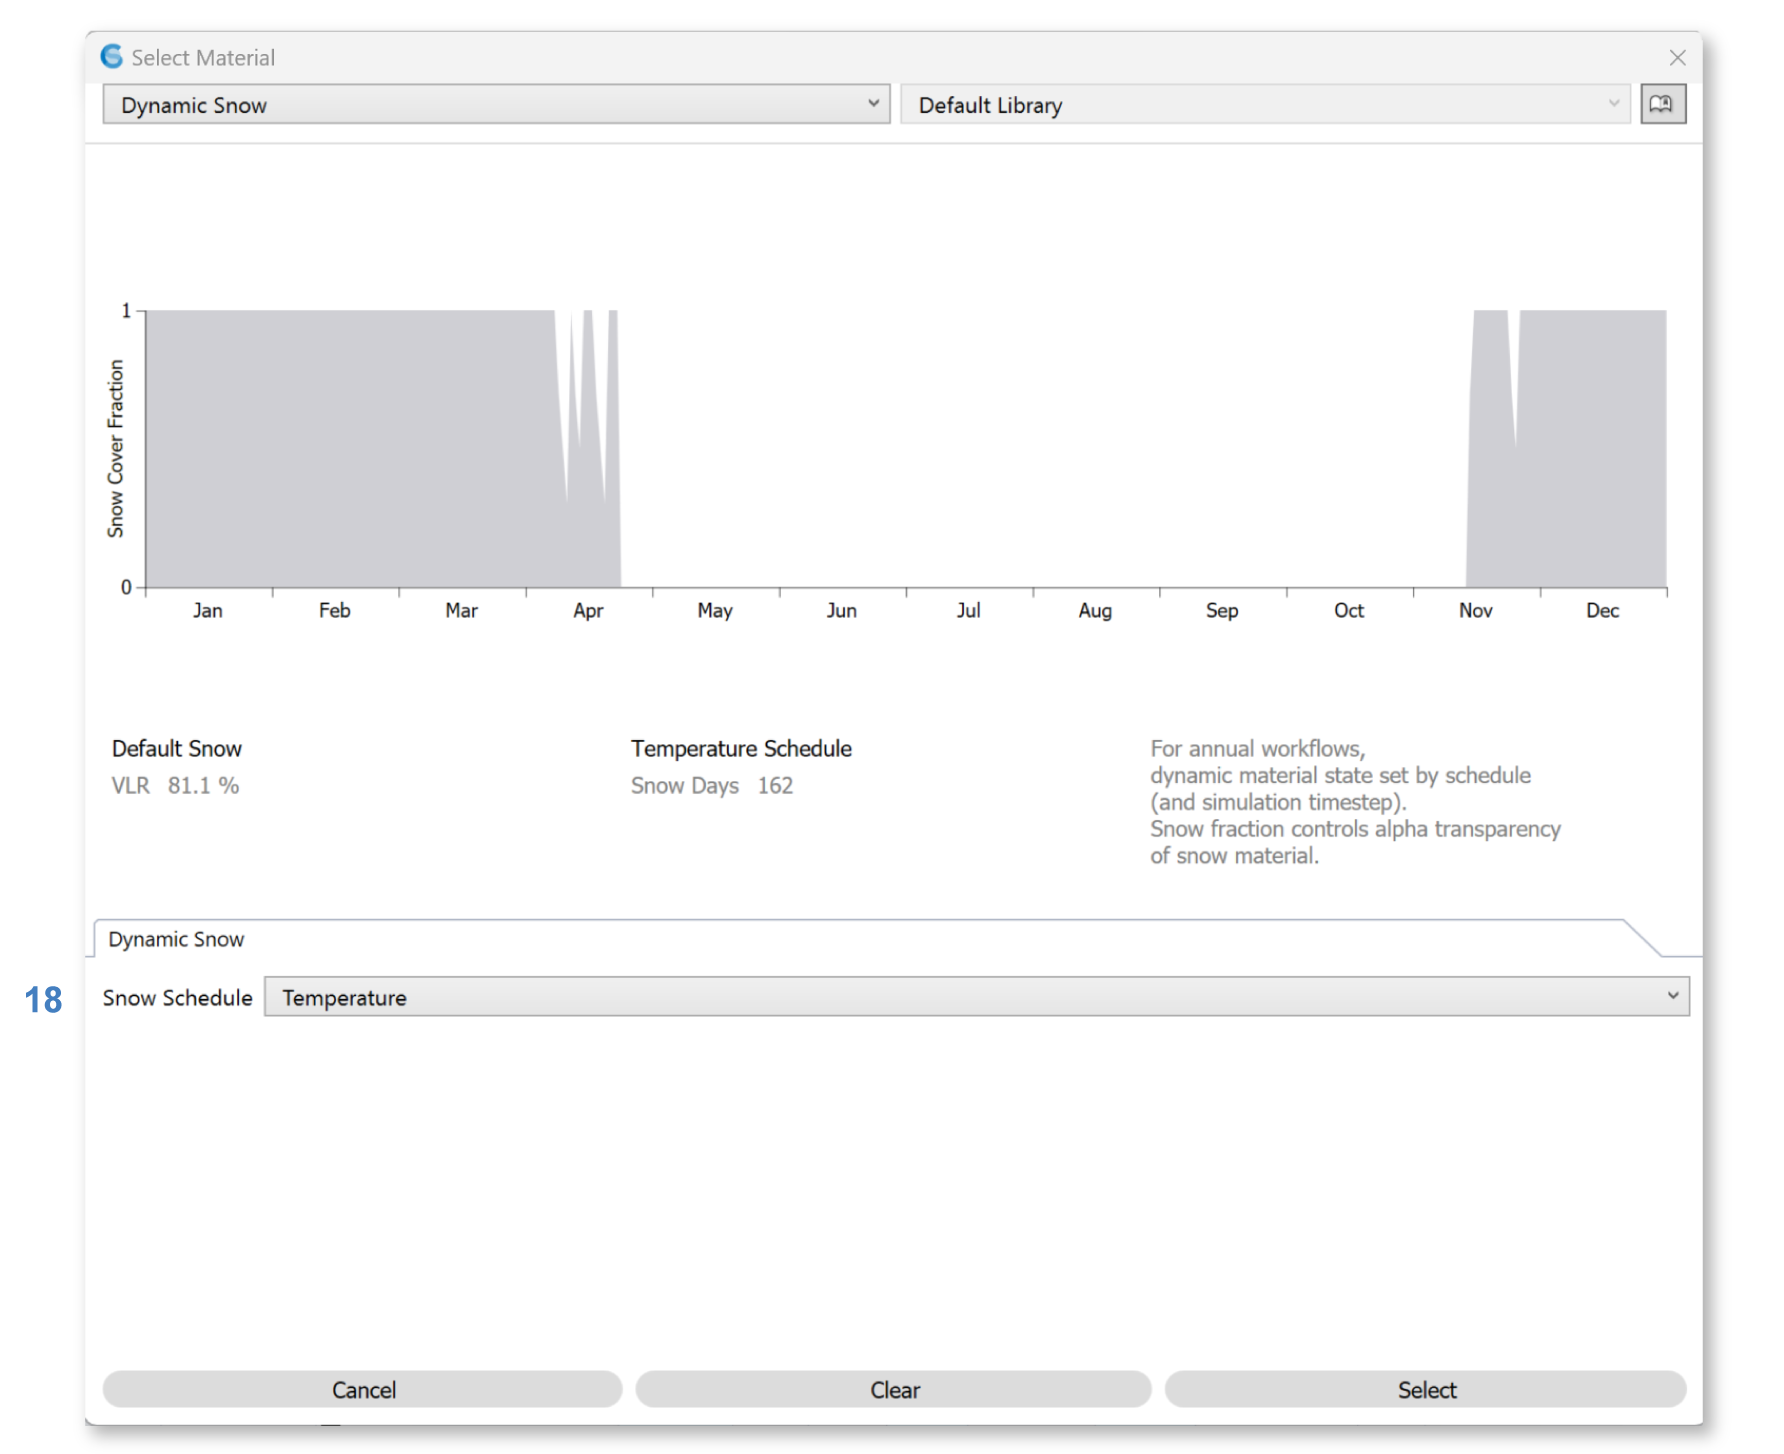 Select Material
Dynamic Snow
Default Library
1
Snow Cover Fraction
0
Jan Feb Mar Apr May Jun Jul Aug Sep Oct Nov Dec
Default Snow
VLR 81.1 %
Temperature Schedule
Snow Days 162
For annual workflows,
dynamic material state set by schedule
(and simulation timestep).
Snow fraction controls alpha transparency
of snow material.
Dynamic Snow
18
Snow Schedule Temperature
Cancel Clear Select